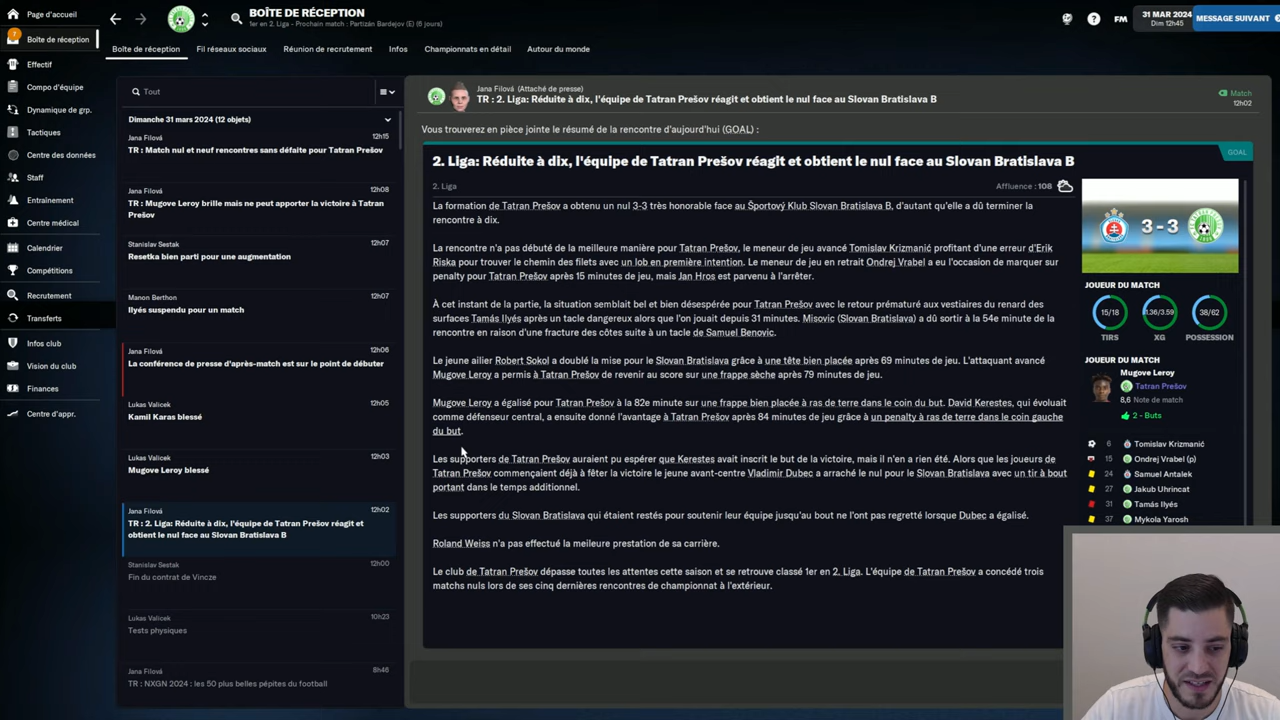 Page d'accueil
7
Boîte de réception
Effectif
Compo d'équipe
Dynamique de grp.
Tactiques
Centre des données
Staff
Entraînement
Centre médical
Calendrier
Compétitions
Recrutement
Transferts
Infos club
Vision du club
Finances
Centre d'appr.
BOÎTE DE RÉCEPTION
1er en 2. Liga - Prochain match : Partizán Bardejov (E) (6 jours)
?
FM
31 MAR 2024
Dim 12h45
MESSAGE SUIVANT
Boîte de réception
Fil réseaux sociaux
Réunion de recrutement
Infos
Championnats en détail
Autour du monde
Tout
Dimanche 31 mars 2024 (12 objets)
Jana Filová
12h15
TR : Match nul et neuf rencontres sans défaite pour Tatran Prešov
Jana Filová
12h08
TR : Mugove Leroy brille mais ne peut apporter la victoire à Tatran
Prešov
Stanislav Sestak
12h07
Resetka bien parti pour une augmentation
Manon Berthon
12h07
Ilyés suspendu pour un match
Jana Filová
12h06
La conférence de presse d'après-match est sur le point de débuter
Lukas Valicek
12h05
Kamil Karas blessé
Lukas Valicek
12h03
Mugove Leroy blessé
Jana Filová
12h02
TR : 2. Liga: Réduite à dix, l'équipe de Tatran Prešov réagit et
obtient le nul face au Slovan Bratislava B
Stanislav Sestak
12h00
Fin du contrat de Vincze
Lukas Valicek
10h23
Tests physiques
Jana Filová
8h46
TR : NXGN 2024 : les 50 plus belles pépites du football
Jana Filová (Attaché de presse)
TR : 2. Liga: Réduite à dix, l'équipe de Tatran Prešov réagit et obtient le nul face au Slovan Bratislava B
Match
12h02
Vous trouverez en pièce jointe le résumé de la rencontre d'aujourd'hui (GOAL) :
2. Liga: Réduite à dix, l'équipe de Tatran Prešov réagit et obtient le nul face au Slovan Bratislava B
GOAL
2. Liga
Affluence : 108
La formation de Tatran Prešov a obtenu un nul 3-3 très honorable face au Športový Klub Slovan Bratislava B, d'autant qu'elle a dû terminer la
rencontre à dix.
La rencontre n'a pas débuté de la meilleure manière pour Tatran Prešov, le meneur de jeu avancé Tomislav Krizmanić profitant d'une erreur d'Erik
Riska pour trouver le chemin des filets avec un lob en première intention. Le meneur de jeu en retrait Ondrej Vrabel a eu l'occasion de marquer sur
penalty pour Tatran Prešov après 15 minutes de jeu, mais Jan Hros est parvenu à l'arrêter.
À cet instant de la partie, la situation semblait bel et bien désespérée pour Tatran Prešov avec le retour prématuré aux vestiaires du renard des
surfaces Tamás Ilyés après un tacle dangereux alors que l'on jouait depuis 31 minutes. Misovic (Slovan Bratislava) a dû sortir à la 54e minute de la
rencontre en raison d'une fracture des côtes suite à un tacle de Samuel Benovic.
Le jeune ailier Robert Sokol a doublé la mise pour le Slovan Bratislava grâce à une tête bien placée après 69 minutes de jeu. L'attaquant avancé
Mugove Leroy a permis à Tatran Prešov de revenir au score sur une frappe sèche après 79 minutes de jeu.
Mugove Leroy a égalisé pour Tatran Prešov à la 82e minute sur une frappe bien placée à ras de terre dans le coin du but. David Kerestes, qui évoluait
comme défenseur central, a ensuite donné l'avantage à Tatran Prešov après 84 minutes de jeu grâce à un penalty à ras de terre dans le coin gauche
du but.
Les supporters de Tatran Prešov auraient pu espérer que Kerestes avait inscrit le but de la victoire, mais il n'en a rien été. Alors que les joueurs de
Tatran Prešov commençaient déjà à fêter la victoire le jeune avant-centre Vladimir Dubec a arraché le nul pour le Slovan Bratislava avec un tir à bout
portant dans le temps additionnel.
Les supporters du Slovan Bratislava qui étaient restés pour soutenir leur équipe jusqu'au bout ne l'ont pas regretté lorsque Dubec a égalisé.
Roland Weiss n'a pas effectué la meileure prestation de sa carrière.
Le club de Tatran Prešov dépasse toutes les attentes cette saison et se retrouve classé 1er en 2. Liga. L'équipe de Tatran Prešov a concédé trois
matchs nuls lors de ses cinq dernières rencontres de championnat à l'extérieur.
3 - 3
JOUEUR DU MATCH
15/18
1.36/3.59
38/62
TIRS
XG
POSSESSION
JOUEUR DU MATCH
Mugove Leroy
Tatran Prešov
8,6 Note de match
2 - Buts
6 Tomislav Krizmanić
15 Ondrej Vrabel (p)
24 Samuel Antalek
27 Jakub Uhrincat
31 Tamás Ilyés
37 Mykola Yarosh